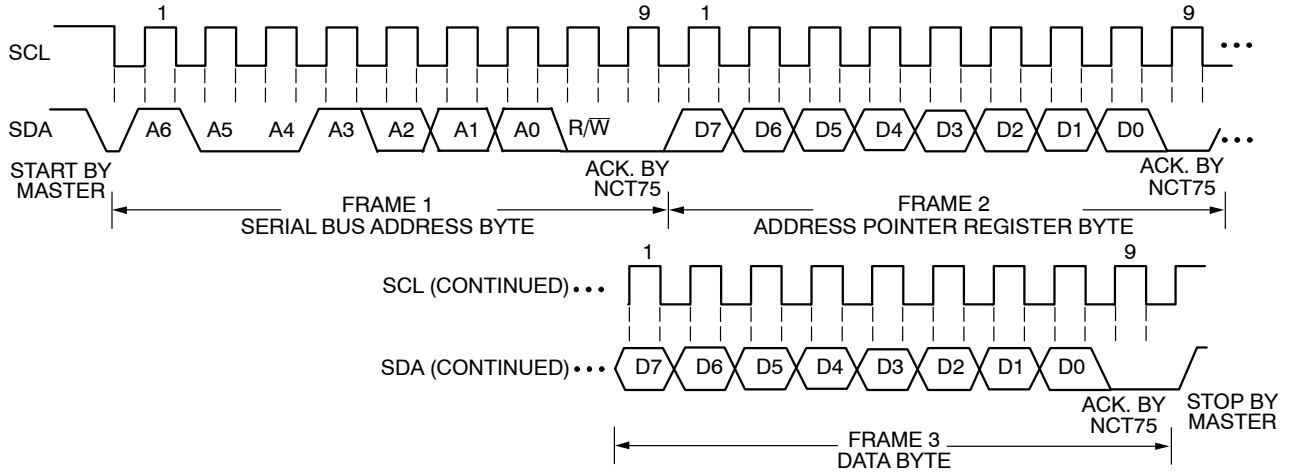 1 9 1 9
SCL
SDA A6 A5 A4 A3 A2 A1 A0 R/W̅ D7 D6 D5 D4 D3 D2 D1 D0
START BY
MASTER
ACK. BY
NCT75
ACK. BY
NCT75
FRAME 1
SERIAL BUS ADDRESS BYTE
FRAME 2
ADDRESS POINTER REGISTER BYTE
1 9
SCL (CONTINUED)
SDA (CONTINUED) D7 D6 D5 D4 D3 D2 D1 D0
ACK. BY
NCT75
STOP BY
MASTER
FRAME 3
DATA BYTE